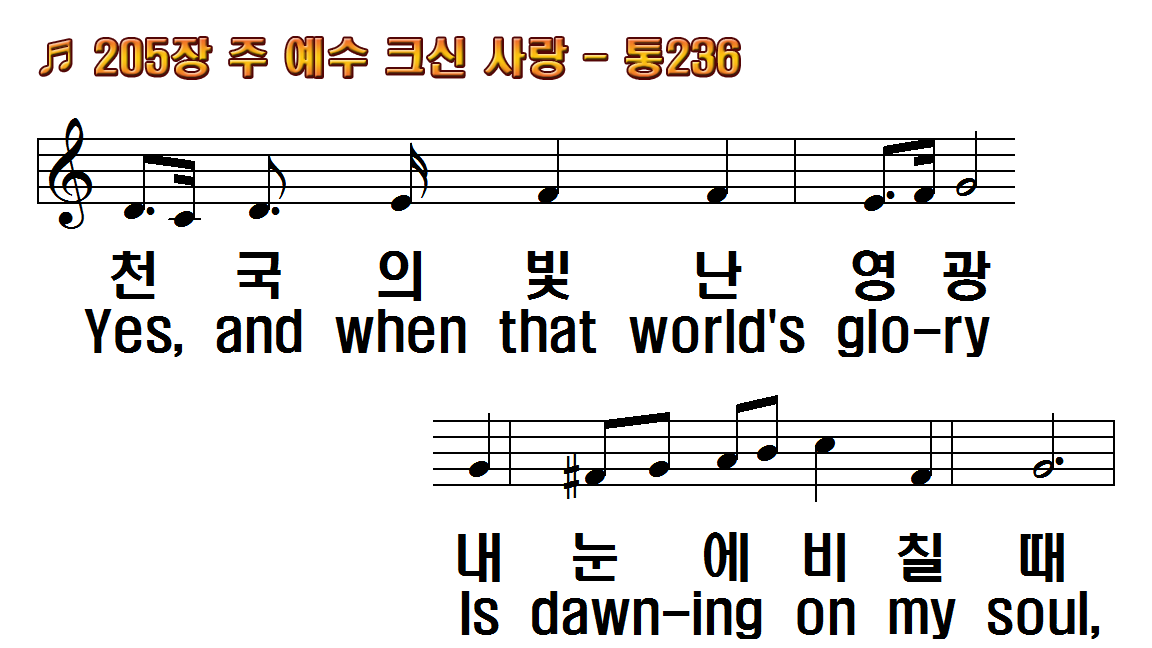 ♬ 205장 주 예수 크신 사랑 - 통236
천 국 의 빛 난 영 광
Yes, and when that world's glo-ry
내 눈 에 비 칠 때
Is dawn-ing on my soul,